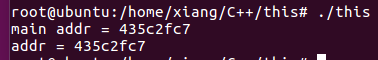 root@ubuntu:/home/xiang/C++/this# ./this
main addr = 435c2fc7
addr = 435c2fc7